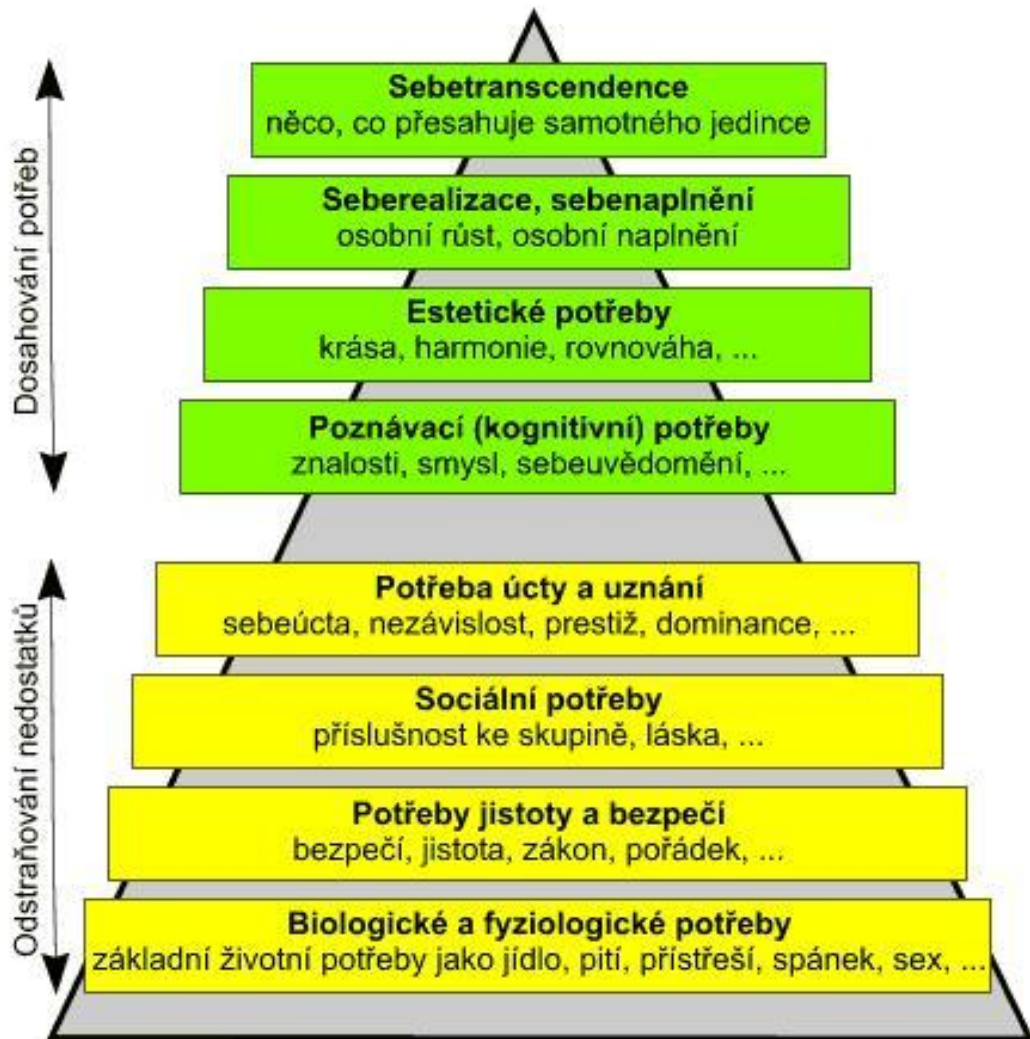 Sebetranscendence
něco, co přesahuje samotného jedince
Seberealizace, sebenaplnění
osobní růst, osobní naplnění
Estetické potřeby
krása, harmonie, rovnováha, ...
Poznávací (kognitivní) potřeby
znalosti, smysl, sebeuvědomění, ...
Dosahování potřeb
Potřeba úcty a uznání
sebeúcta, nezávislost, prestiž, dominance, ...
Sociální potřeby
příslušnost ke skupině, láska, ...
Potřeby jistoty a bezpečí
bezpečí, jistota, zákon, pořádek, ...
Biologické a fyziologické potřeby
základní životní potřeby jako jídlo, pití, přístřeší, spánek, sex, ...
Odstraňování nedostatků